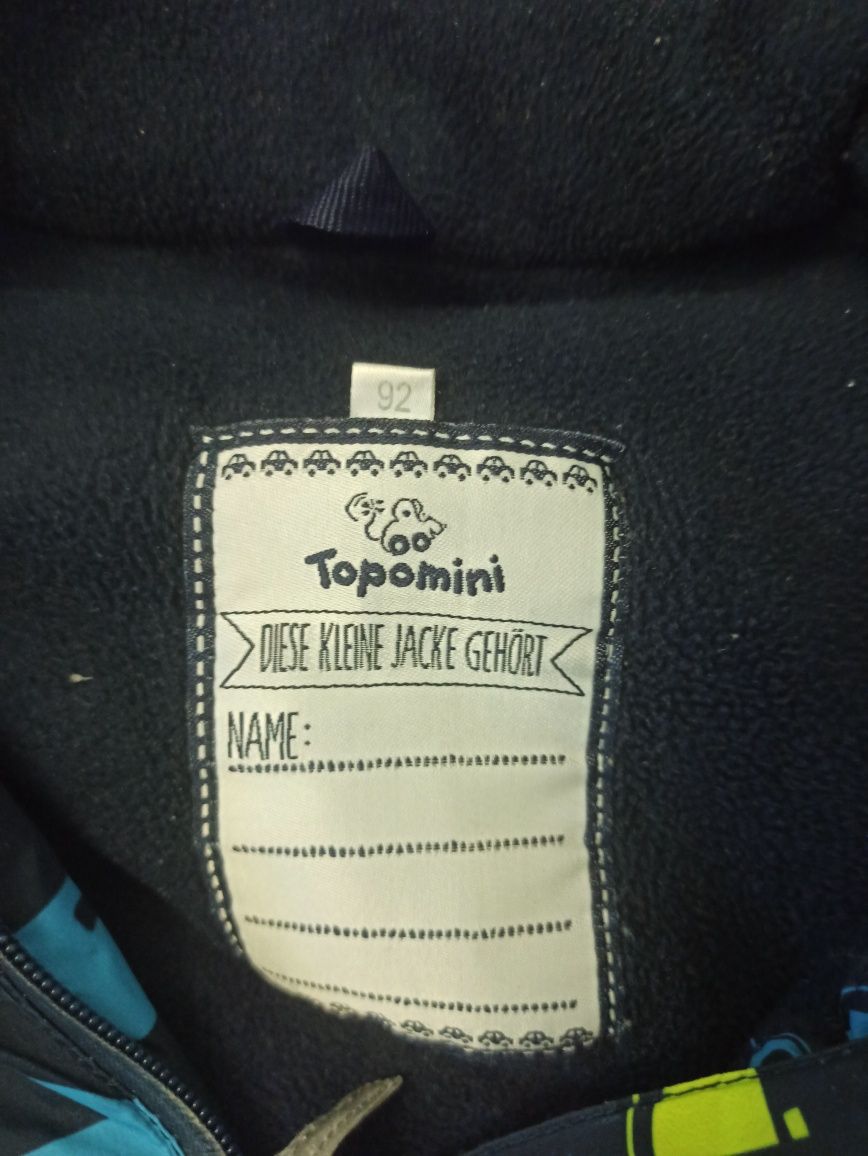 92
Topomini
DIESE KLEINE JACKE GEHÖRT
NAME: